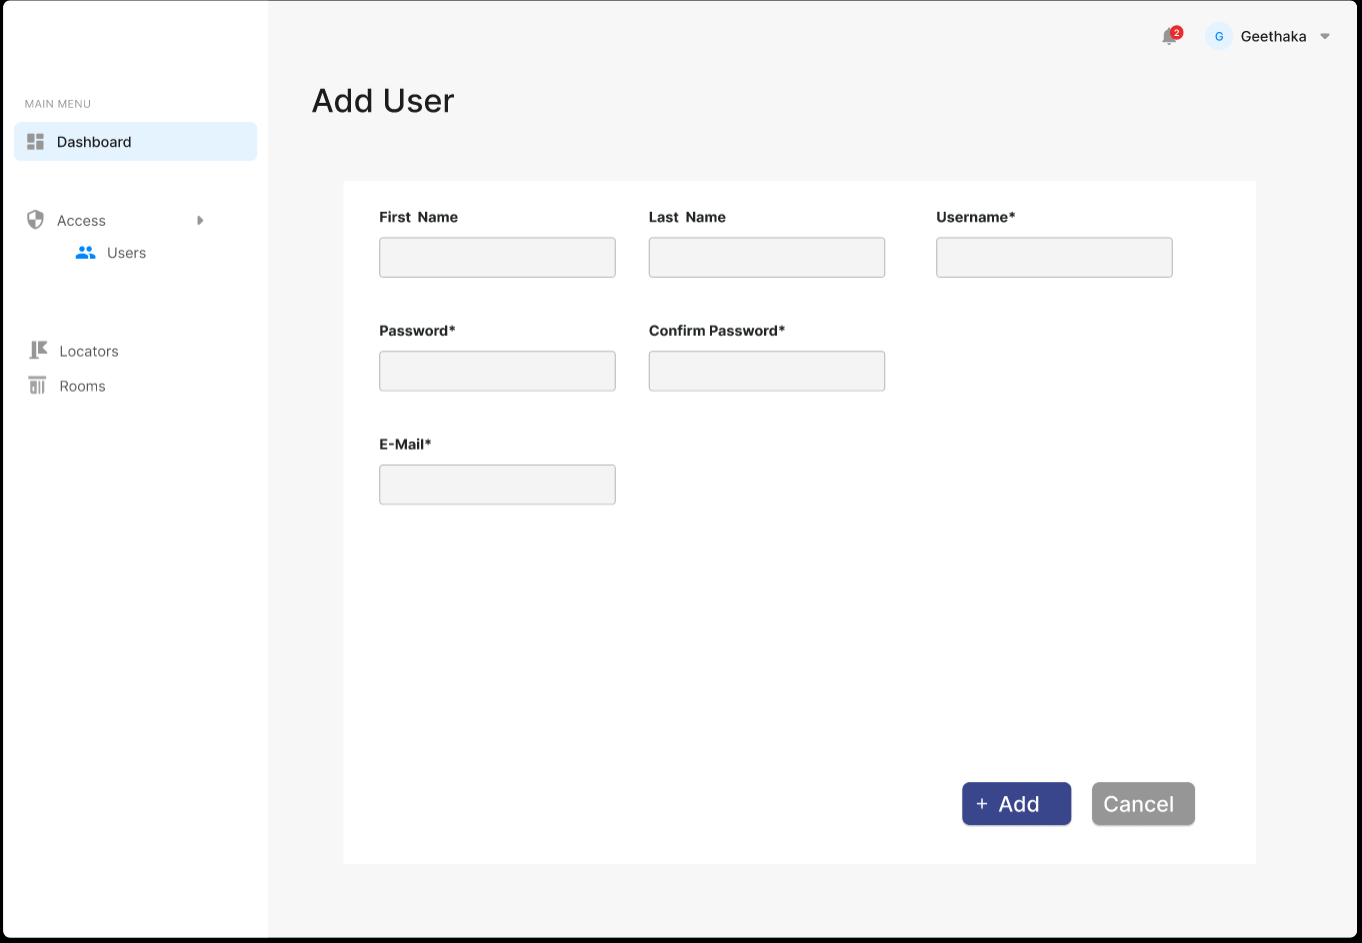 2
G
Geethaka
MAIN MENU
Dashboard
Access
Users
Locators
Rooms
Add User
First Name
Last Name
Username*
Password*
Confirm Password*
E-Mail*
+ Add
Cancel